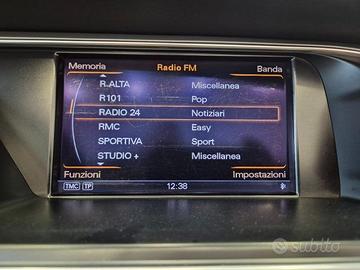 Memoria Radio FM Banda
R.ALTA Miscellanea
R101 Pop
RADIO 24 Notiziari
RMC Easy
SPORTIVA Sport
STUDIO + Miscellanea
Funzioni Impostazioni
TMC TP 12:38
subito